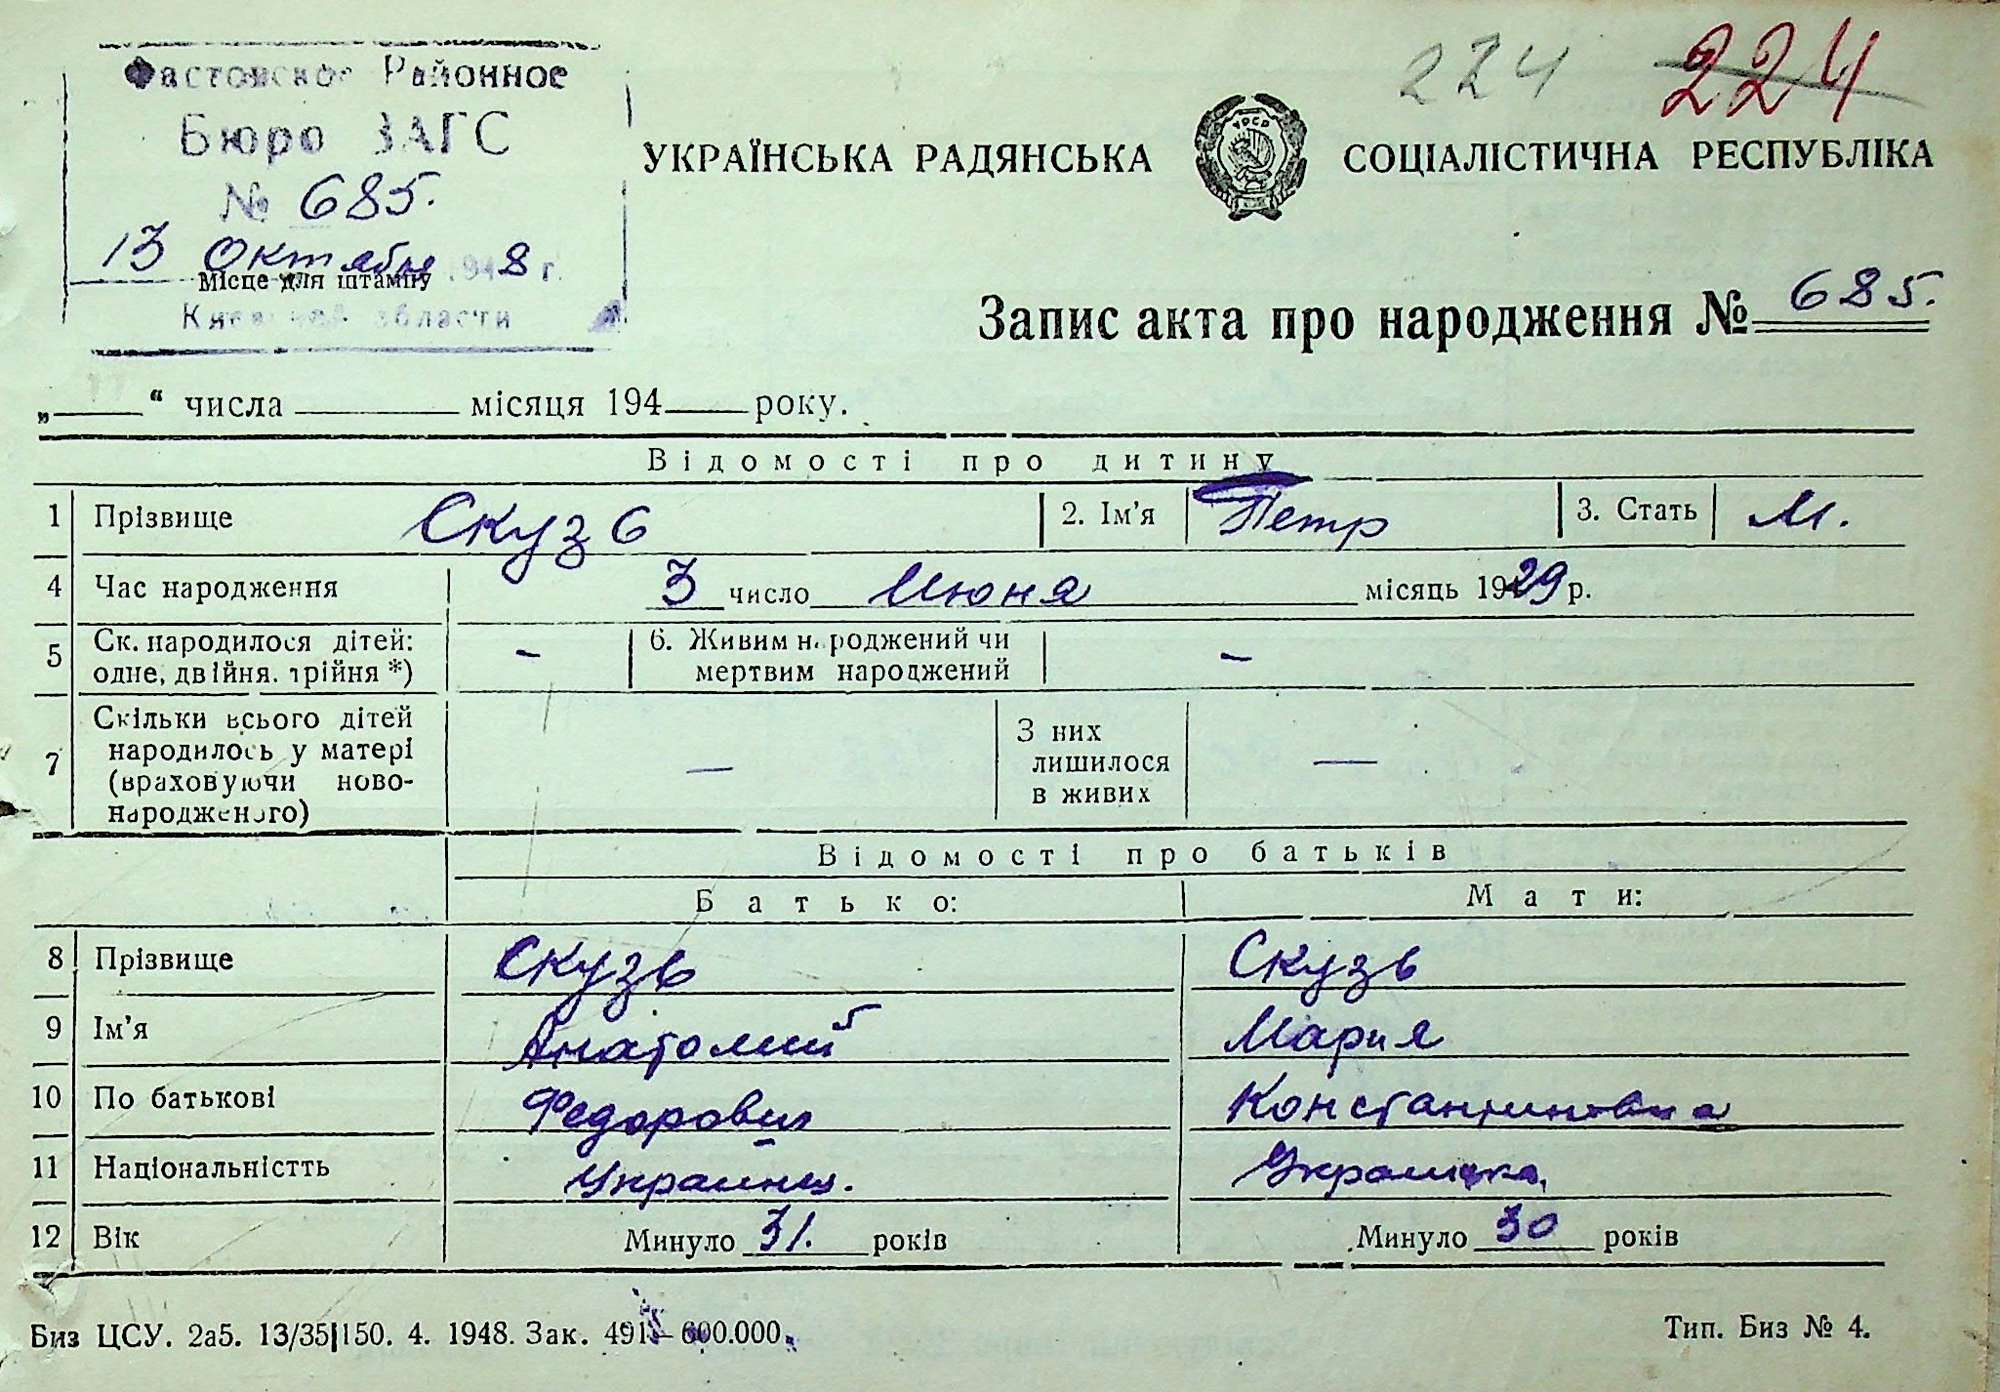 224 224
Фастовское Районное
Бюро ЗАГС
№ 685.
13 Октября 1948 г.
Місце для штампу
Киевской области
УКРАЇНСЬКА РАДЯНСЬКА СОЦІАЛІСТИЧНА РЕСПУБЛІКА
Запис акта про народження № 685.
„ “ числа місяця 194 року.
Відомості про дитину
1 Прізвище Скузь 2. Ім'я Петр 3. Стать М.
4 Час народження 3 число Июня місяць 1929 р.
5 Ск. народилося дітей: одне, двійня, трійня *) – 6. Живим народжений чи мертвим народжений –
7 Скільки всього дітей народилось у матері (враховуючи ново-народженого) — З них лишилося в живих —
Відомості про батьків
Батько: Мати:
8 Прізвище Скузь Скузь
9 Ім'я Анатолий Мария
10 По батькові Федорович Константиновна
11 Національністть Украинец. Украинка
12 Вік Минуло 31. років Минуло 30 років
Биз ЦСУ. 2а5. 13/35|150. 4. 1948. Зак. 491 – 600.000. Тип. Биз № 4.